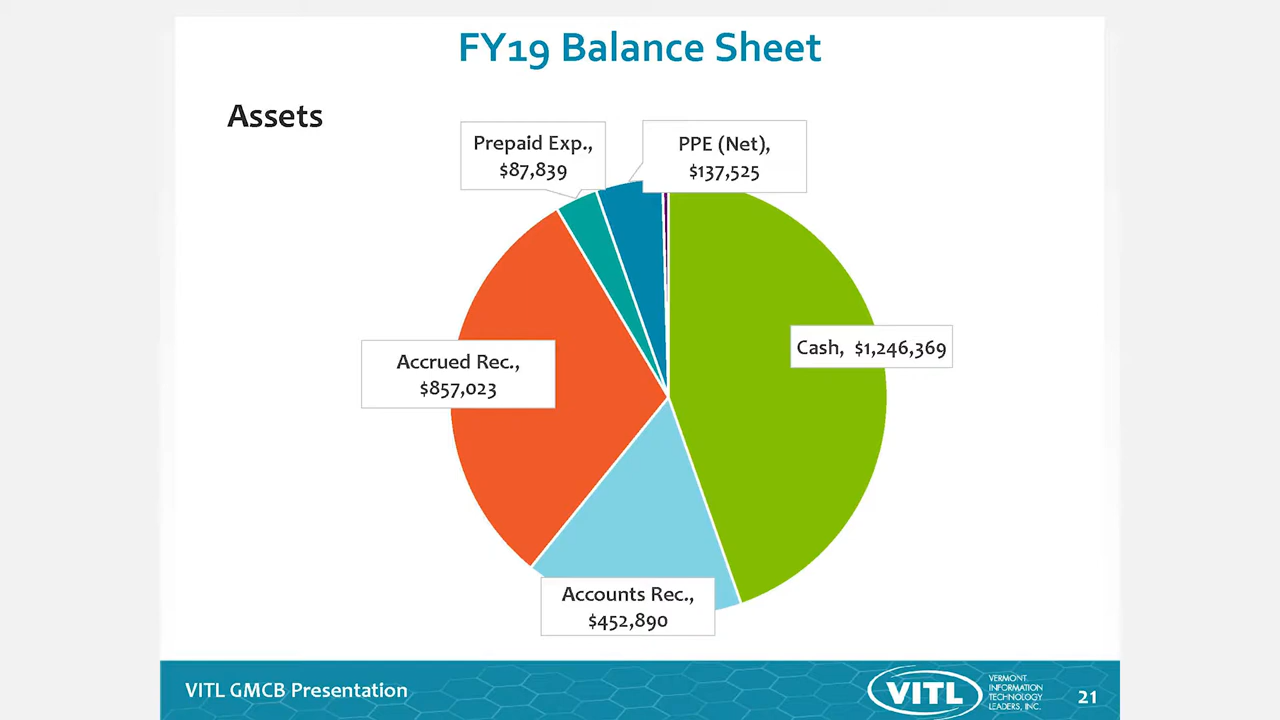 FY19 Balance Sheet
Assets
Prepaid Exp.,
$87,839
PPE (Net),
$137,525
Cash, $1,246,369
Accrued Rec.,
$857,023
Accounts Rec.,
$452,890
VITL GMCB Presentation
VITL
VERMONT
INFORMATION
TECHNOLOGY
LEADERS, INC.
21